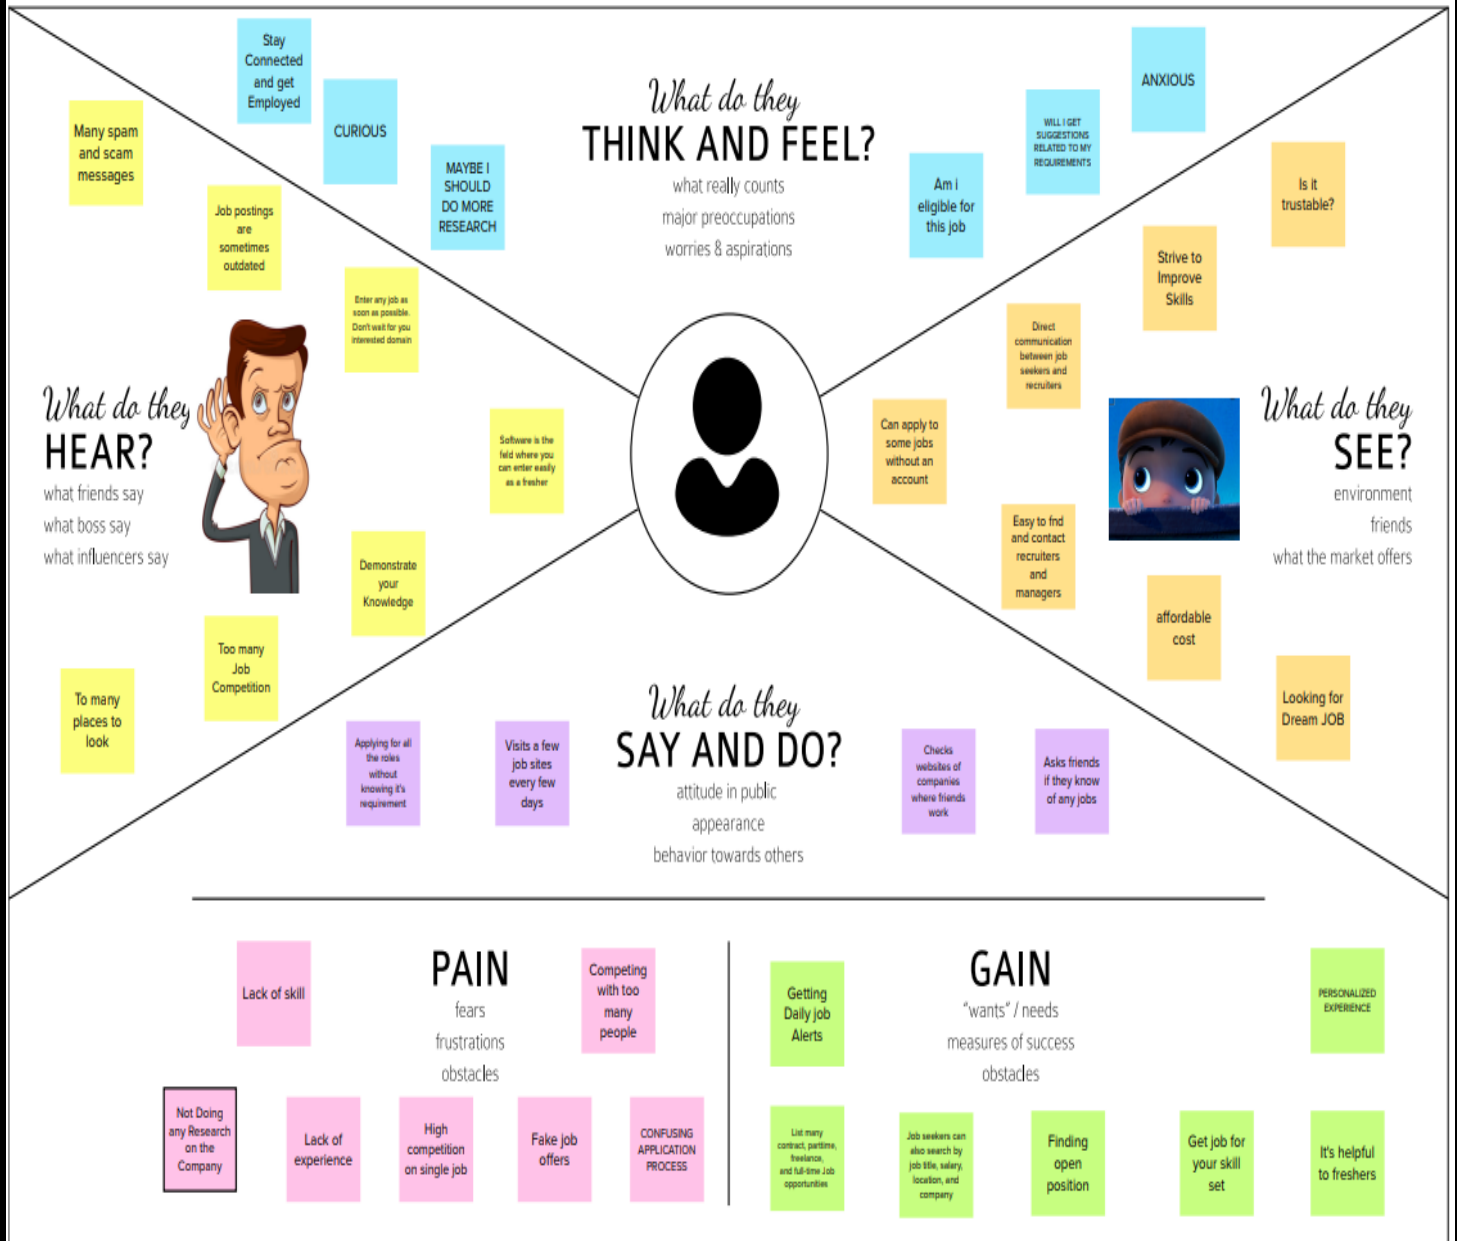 Stay
Connected
and get
Employed
CURIOUS
MAYBE I
SHOULD
DO MORE
RESEARCH
What do they
THINK AND FEEL?
what really counts
major preoccupations
worries & aspirations
Am i
eligible for
this job
WILL I GET
SUGGESTIONS
RELATED TO MY
REQUIREMENTS
ANXIOUS
Many spam
and scam
messages
Job postings
are
sometimes
outdated
Enter any job as
soon as possible.
Don't wait for you
interested domain
Software is the
feld where you
can enter easily
as a fresher
What do they
HEAR?
what friends say
what boss say
what influencers say
Demonstrate
your
Knowledge
Too many
Job
Competition
To many
places to
look
Is it
trustable?
Strive to
Improve
Skills
Direct
communication
between job
seekers and
recruiters
Can apply to
some jobs
without an
account
What do they
SEE?
environment
friends
what the market offers
Easy to fnd
and contact
recruiters
and
managers
affordable
cost
Looking for
Dream JOB
What do they
SAY AND DO?
attitude in public
appearance
behavior towards others
Applying for all
the roles
without
knowing it's
requirement
Visits a few
job sites
every few
days
Checks
websites of
companies
where friends
work
Asks friends
if they know
of any jobs
PAIN
fears
frustrations
obstacles
Lack of skill
Competing
with too
many
people
Not Doing
any Research
on the
Company
Lack of
experience
High
competition
on single job
Fake job
offers
CONFUSING
APPLICATION
PROCESS
GAIN
"wants" / needs
measures of success
obstacles
Getting
Daily job
Alerts
PERSONALIZED
EXPERIENCE
List many
contract, parttime,
freelance,
and full-time Job
opportunities
Job seekers can
also search by
job title, salary,
location, and
company
Finding
open
position
Get job for
your skill
set
It's helpful
to freshers